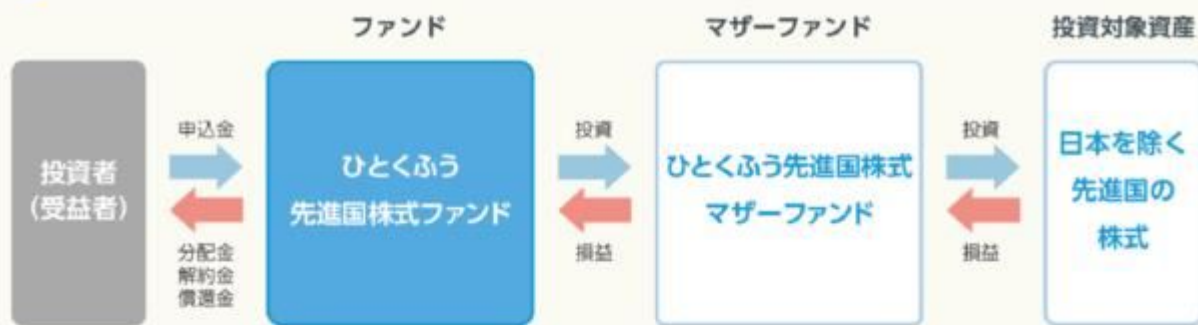 ファンド
マザーファンド
投資対象資産
投資者
(受益者)
申込金
分配金
解約金
償還金
ひとくふう
先進国株式ファンド
投資
損益
ひとくふう先進国株式
マザーファンド
投資
損益
日本を除く
先進国の
株式